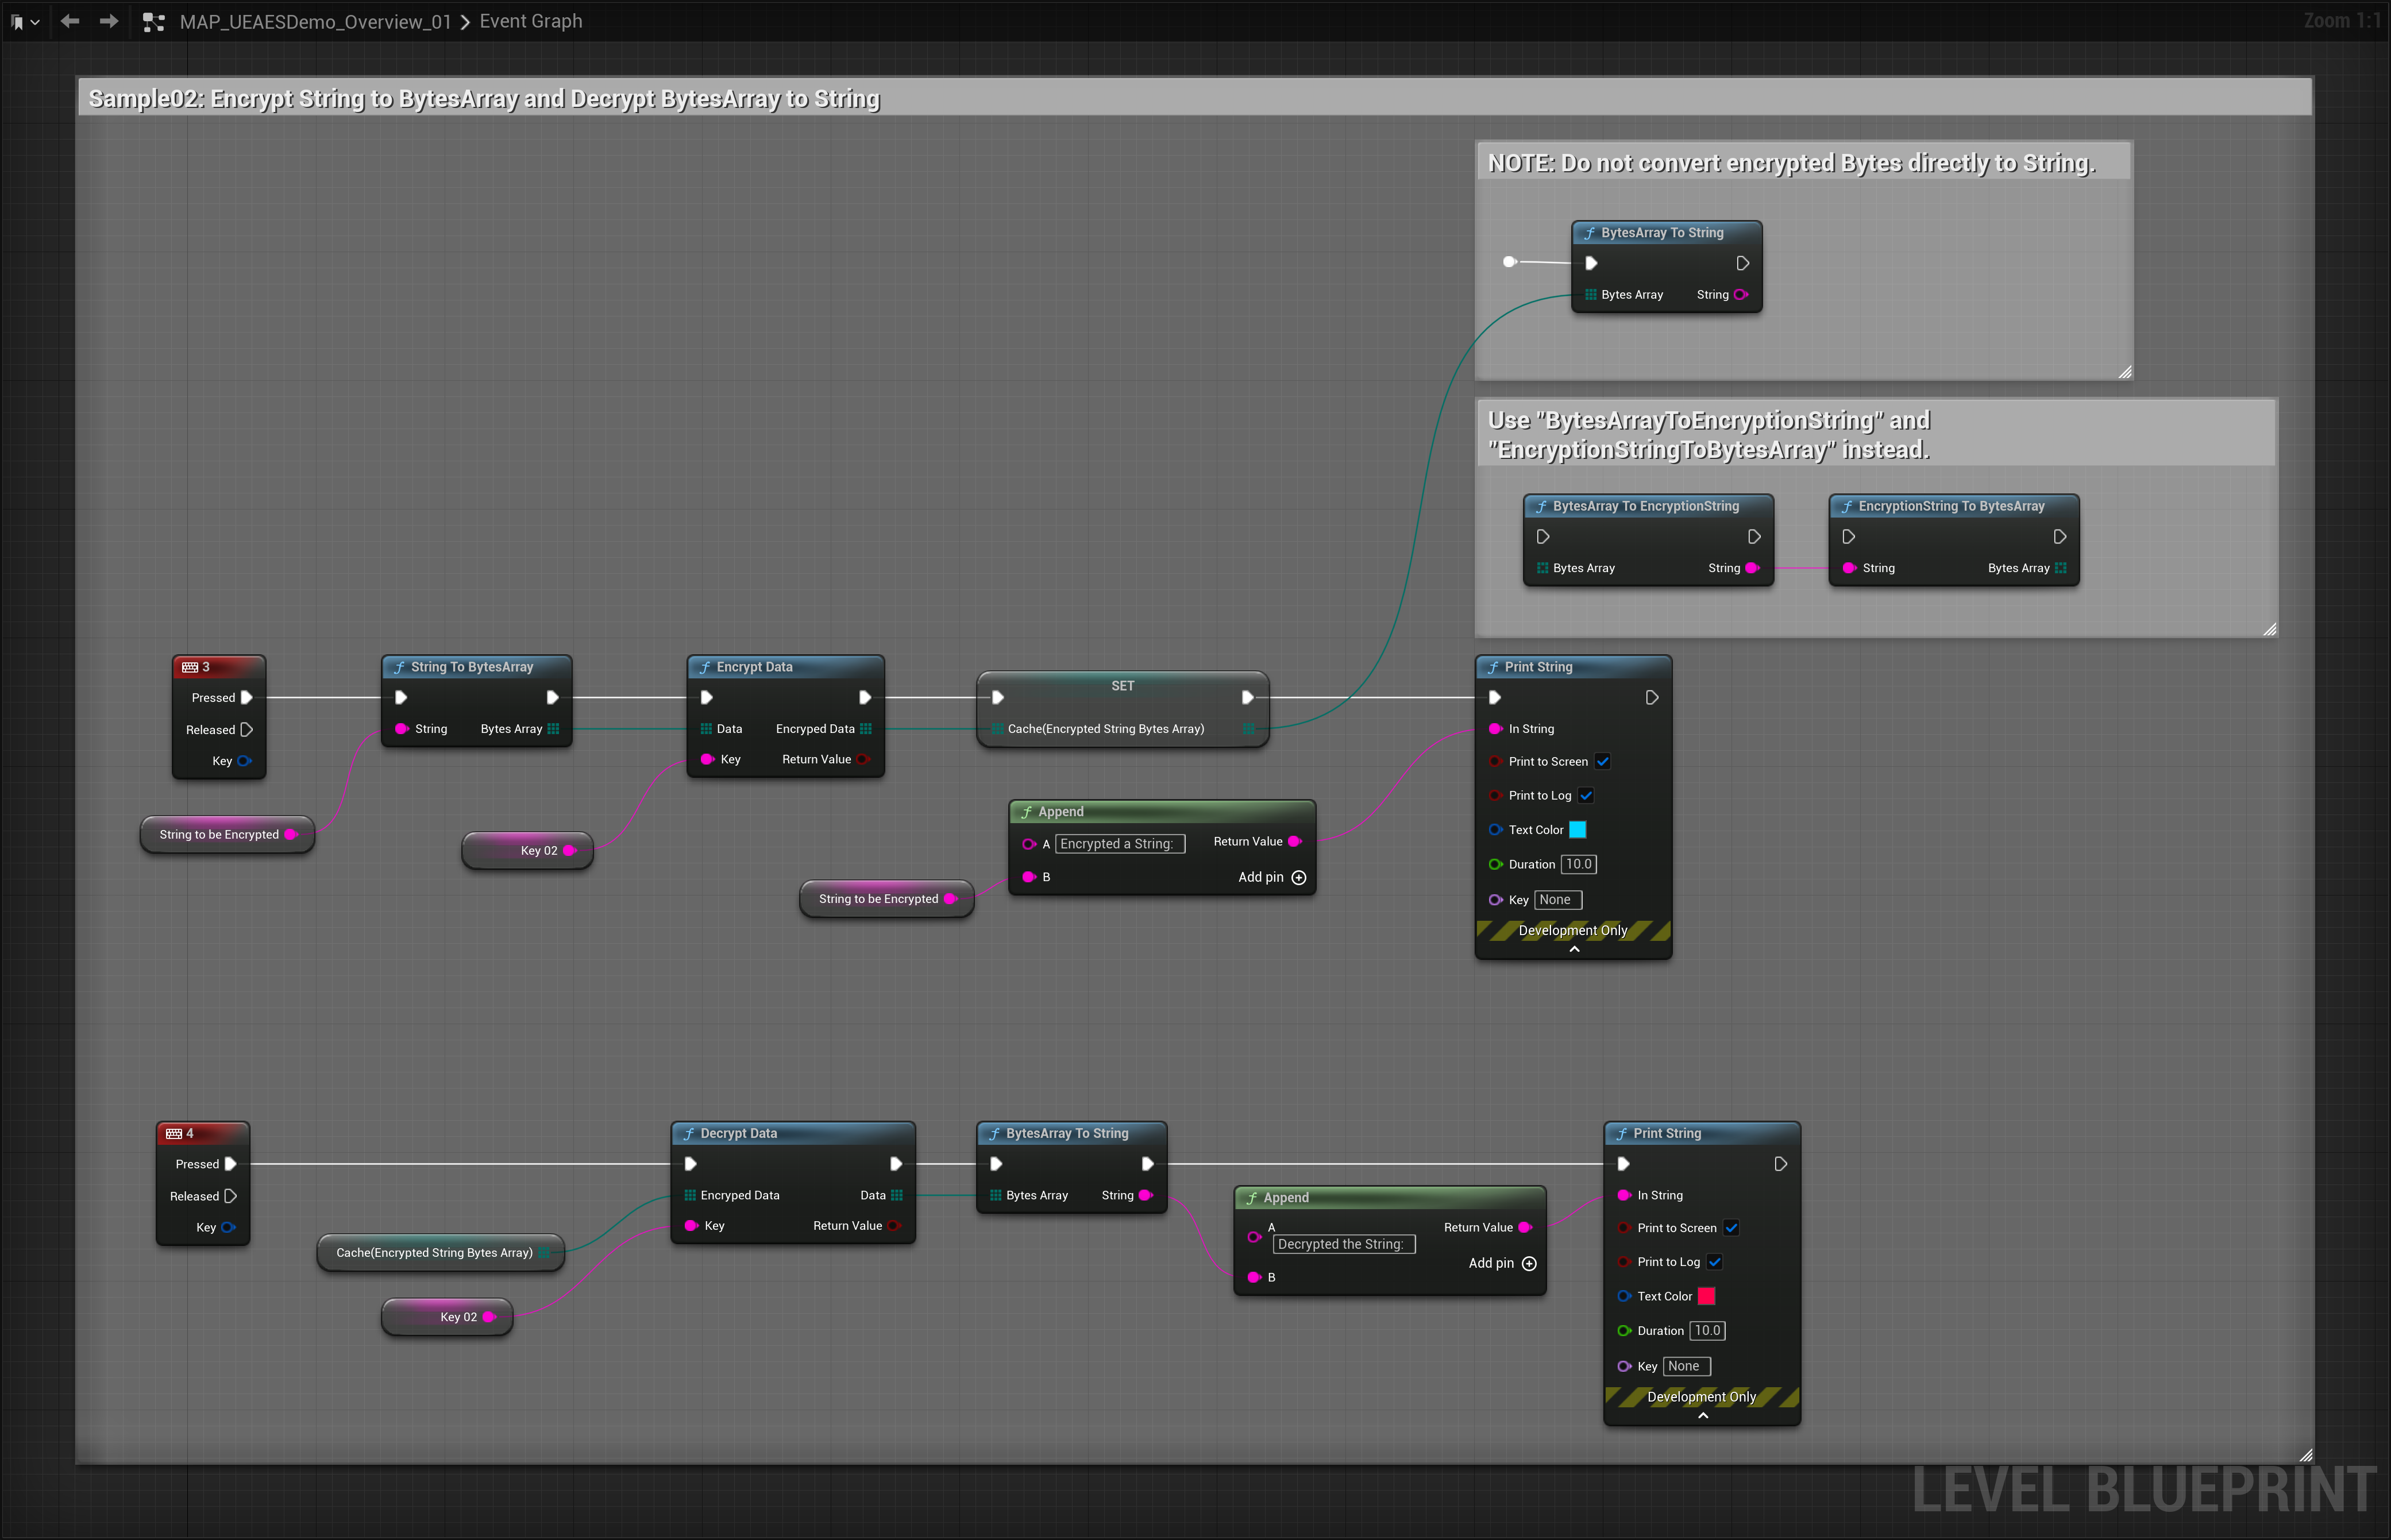 MAP_UEAESDemo_Overview_01 > Event Graph
Zoom 1:1
Sample02: Encrypt String to BytesArray and Decrypt BytesArray to String
NOTE: Do not convert encrypted Bytes directly to String.
BytesArray To String
Bytes Array String
Use "BytesArrayToEncryptionString" and
"EncryptionStringToBytesArray" instead.
BytesArray To EncryptionString
Bytes Array String
EncryptionString To BytesArray
String Bytes Array
3
Pressed
Released
Key
String To BytesArray
String Bytes Array
Encrypt Data
Data Encryped Data
Key Return Value
SET
Cache(Encrypted String Bytes Array)
Print String
In String
Print to Screen
Print to Log
Text Color
Duration 10.0
Key None
Development Only
String to be Encrypted
Key 02
Append
A Encrypted a String: Return Value
B Add pin
String to be Encrypted
4
Pressed
Released
Key
Decrypt Data
Encryped Data Data
Key Return Value
BytesArray To String
Bytes Array String
Cache(Encrypted String Bytes Array)
Key 02
Append
A Return Value
Decrypted the String:
Add pin
B
Print String
In String
Print to Screen
Print to Log
Text Color
Duration 10.0
Key None
Development Only
LEVEL BLUEPRINT